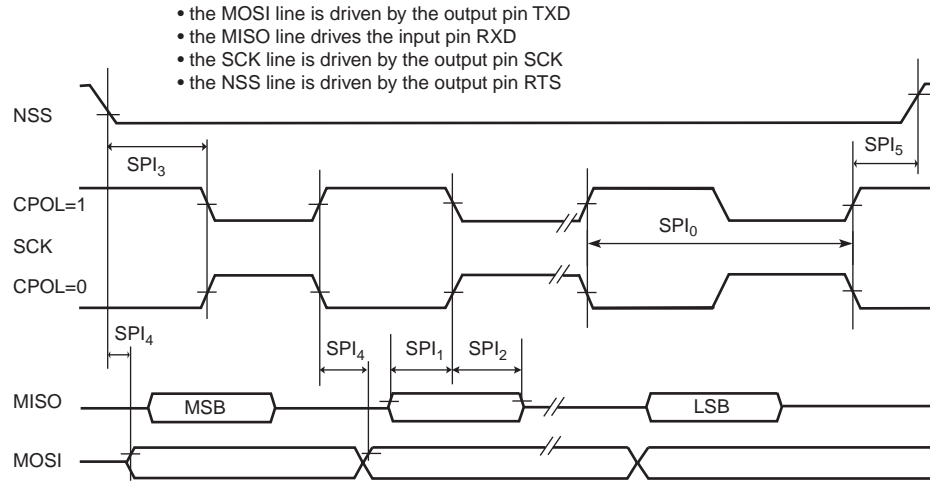 • the MOSI line is driven by the output pin TXD
• the MISO line drives the input pin RXD
• the SCK line is driven by the output pin SCK
• the NSS line is driven by the output pin RTS
NSS
SPI3
SPI5
CPOL=1
SCK
SPI0
CPOL=0
SPI4
SPI4
SPI1
SPI2
MISO
MSB
LSB
MOSI